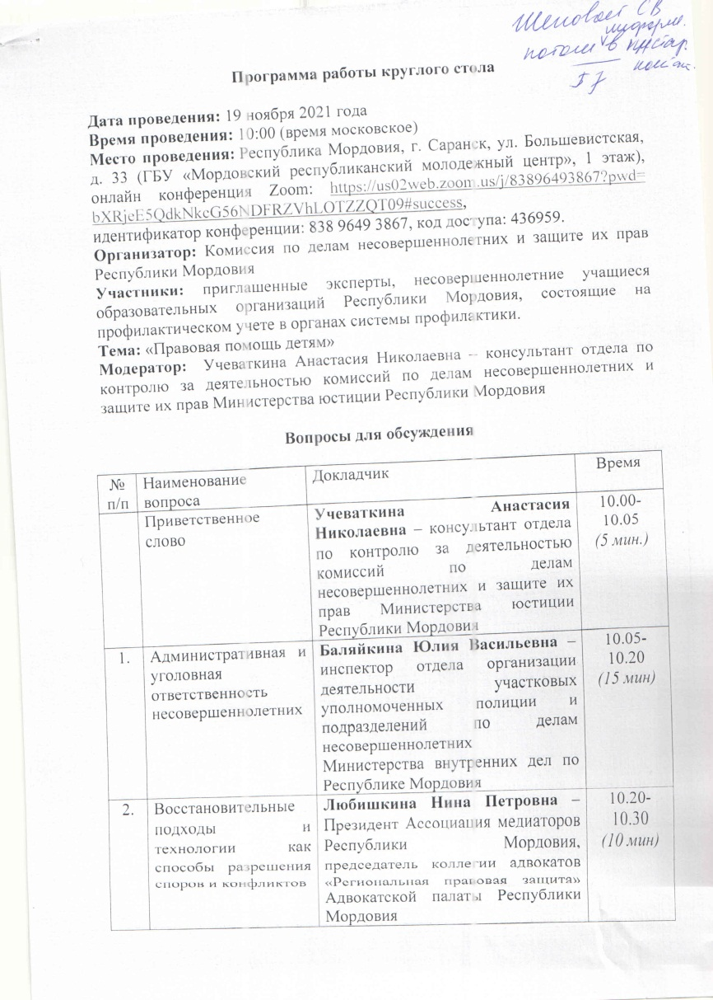 потом в
Программа работы круглого стола
Дата проведения: 19 ноября 2021 года
Время проведения: 10:00 (время московское)
Место проведения: Республика Мордовия, г. Саранск, ул. Большевистская,
д. 33 (ГБУ «Мордовский республиканский молодежный центр», 1 этаж),
онлайн конференция Zoom: https://us02web.zoom.us/j/83896493867?pwd=
bXRjeE5QdkNkcG56NDFRZVhLOTZZQT09#success,
идентификатор конференции: 838 9649 3867, код доступа: 436959.
Организатор: Комиссия по делам несовершеннолетних и защите их прав
Республики Мордовия
Участники: приглашенные эксперты, несовершеннолетние учащиеся
образовательных организаций Республики Мордовия, состоящие на
профилактическом учете в органах системы профилактики.
Тема: «Правовая помощь детям»
Модератор: Учеваткина Анастасия Николаевна – консультант отдела по
контролю за деятельностью комиссий по делам несовершеннолетних и
защите их прав Министерства юстиции Республики Мордовия
Вопросы для обсуждения
№
п/п
Наименование
вопроса
Докладчик
Время
Приветственное
слово
Учеваткина Анастасия
Николаевна – консультант отдела
по контролю за деятельностью
комиссий по делам
несовершеннолетних и защите их
прав Министерства юстиции
Республики Мордовия
10.00-
10.05
(5 мин.)
1.
Административная и
уголовная
ответственность
несовершеннолетних
Баляйкина Юлия Васильевна –
инспектор отдела организации
деятельности участковых
уполномоченных полиции и
подразделений по делам
несовершеннолетних
Министерства внутренних дел по
Республике Мордовия
10.05-
10.20
(15 мин)
2.
Восстановительные
подходы и
технологии как
способы разрешения
споров и конфликтов
Любишкина Нина Петровна –
Президент Ассоциация медиаторов
Республики Мордовия,
председатель коллегии адвокатов
«Региональная правовая защита»
Адвокатской палаты Республики
Мордовия
10.20-
10.30
(10 мин)